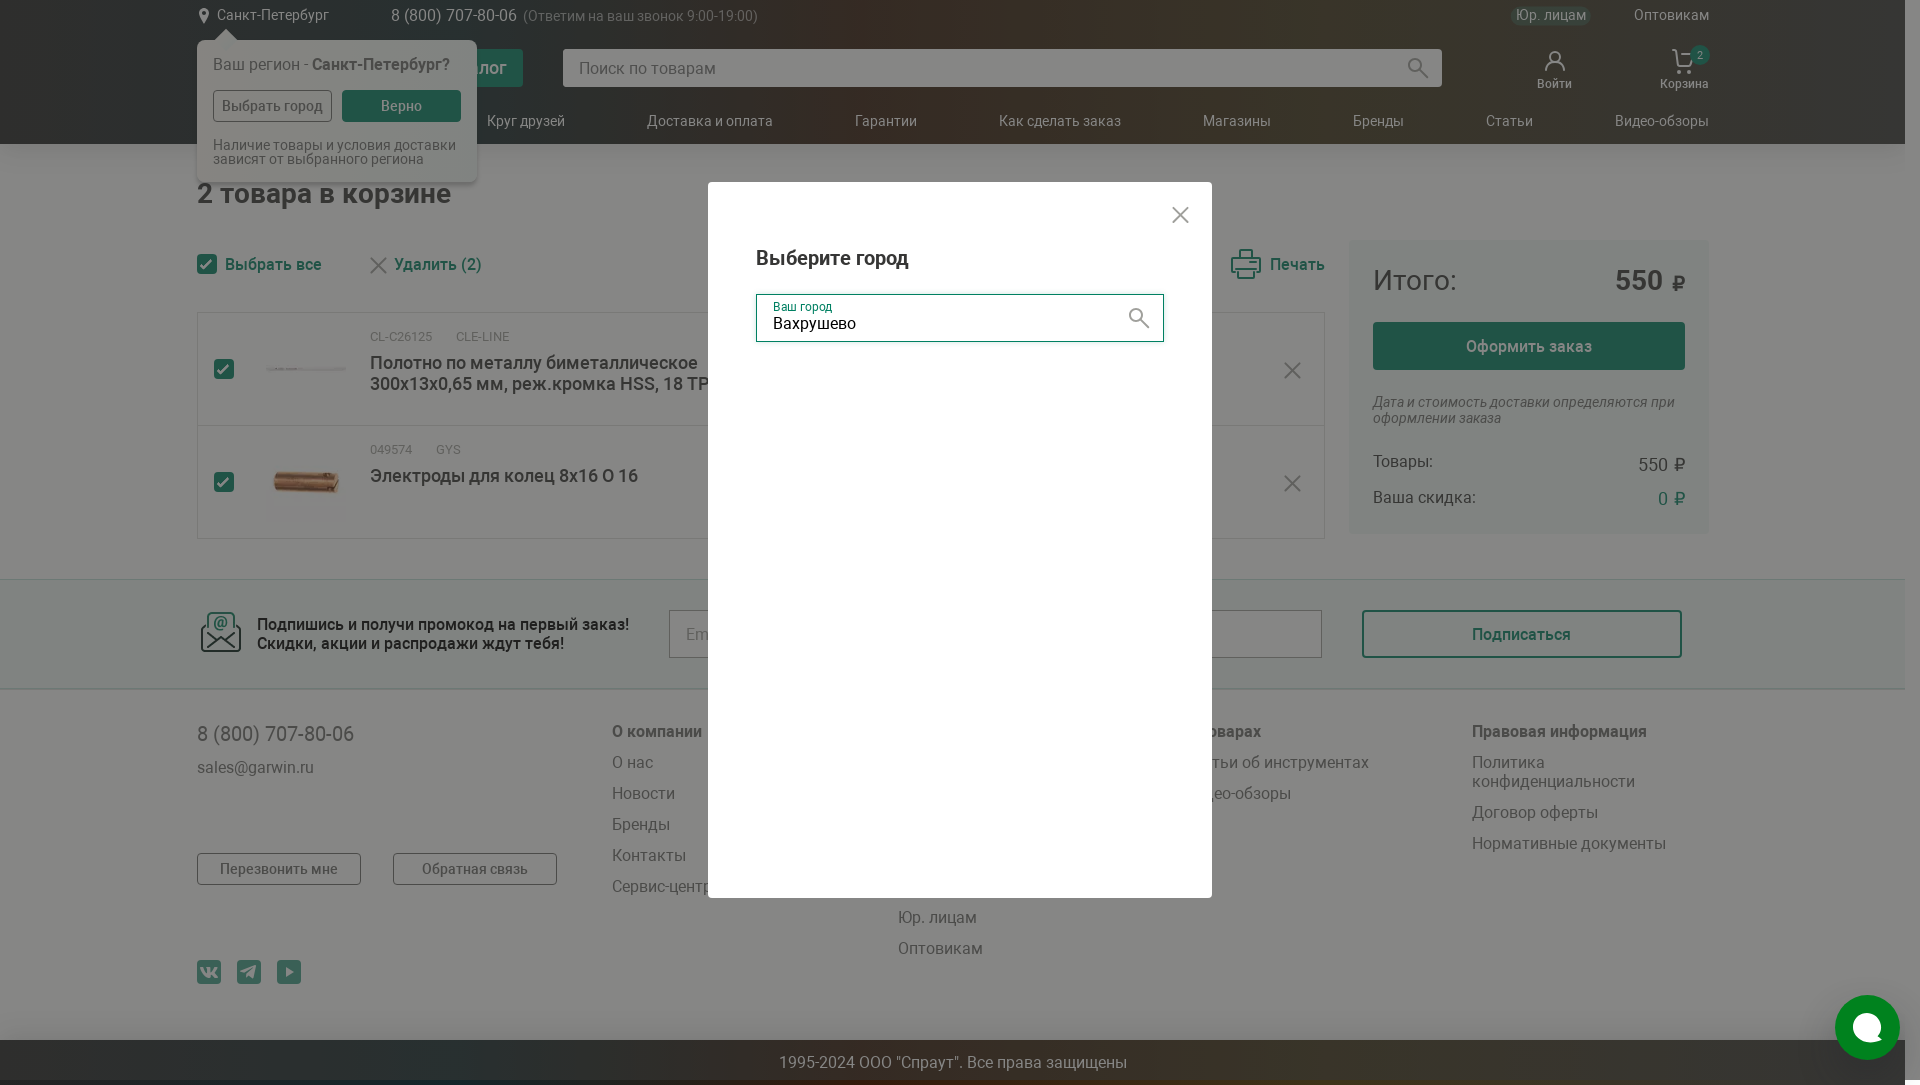 Санкт-Петербург
8 (800) 707-80-06 (Ответим на ваш звонок 9:00-19:00)
Юр. лицам
Оптовикам
Ваш регион - Санкт-Петербург?
Выбрать город
Верно
Наличие товары и условия доставки
зависят от выбранного региона
Поиск по товарам
Войти
2
Корзина
Круг друзей
Доставка и оплата
Гарантии
Как сделать заказ
Магазины
Бренды
Статьи
Видео-обзоры
2 товара в корзине
Выбрать все
Удалить (2)
Печать
CL-C26125 CLE-LINE
Полотно по металлу биметаллическое
300х13х0,65 мм, реж.кромка HSS, 18 TP
049574 GYS
Электроды для колец 8x16 O 16
Выберите город
Ваш город
Вахрушево
Итого: 550 ₽
Оформить заказ
Дата и стоимость доставки определяются при
оформлении заказа
Товары: 550 ₽
Ваша скидка: 0 ₽
@
Подпишись и получи промокод на первый заказ!
Скидки, акции и распродажи ждут тебя!
Подписаться
8 (800) 707-80-06
sales@garwin.ru
Перезвонить мне
Обратная связь
О компании
О нас
Новости
Бренды
Контакты
Сервис-центр
Юр. лицам
Оптовикам
оварах
тьи об инструментах
део-обзоры
Правовая информация
Политика
конфиденциальности
Договор оферты
Нормативные документы
1995-2024 ООО "Спраут". Все права защищены